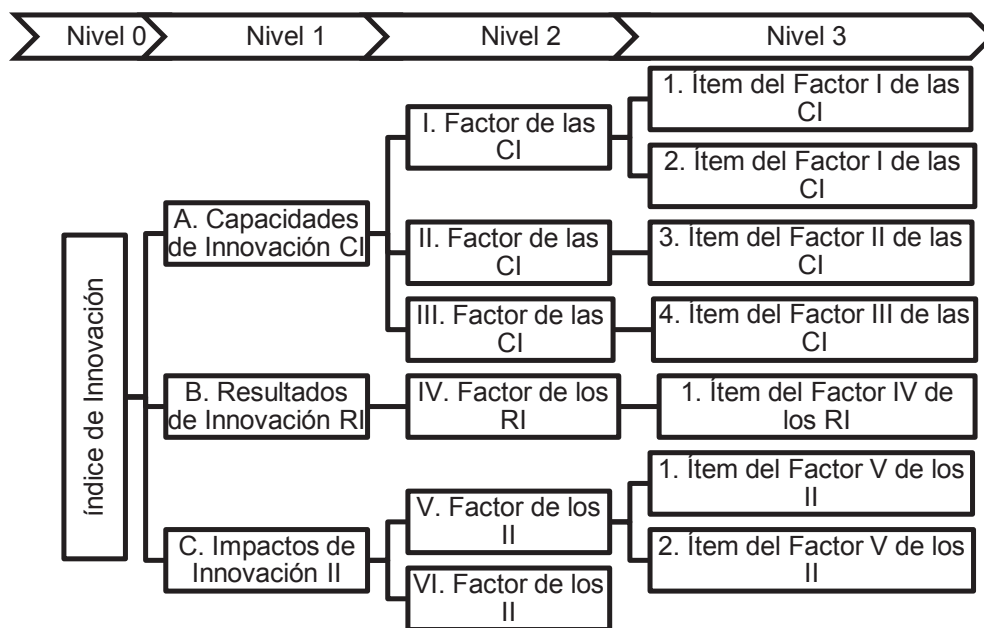 Nivel 0
Nivel 1
Nivel 2
Nivel 3
índice de Innovación
A. Capacidades
de Innovación CI
B. Resultados
de Innovación RI
C. Impactos de
Innovación II
I. Factor de las
CI
II. Factor de las
CI
III. Factor de las
CI
IV. Factor de los
RI
V. Factor de los
II
VI. Factor de los
II
1. Ítem del Factor I de las
CI
2. Ítem del Factor I de las
CI
3. Ítem del Factor II de las
CI
4. Ítem del Factor III de las
CI
1. Ítem del Factor IV de
los RI
1. Ítem del Factor V de los
II
2. Ítem del Factor V de los
II